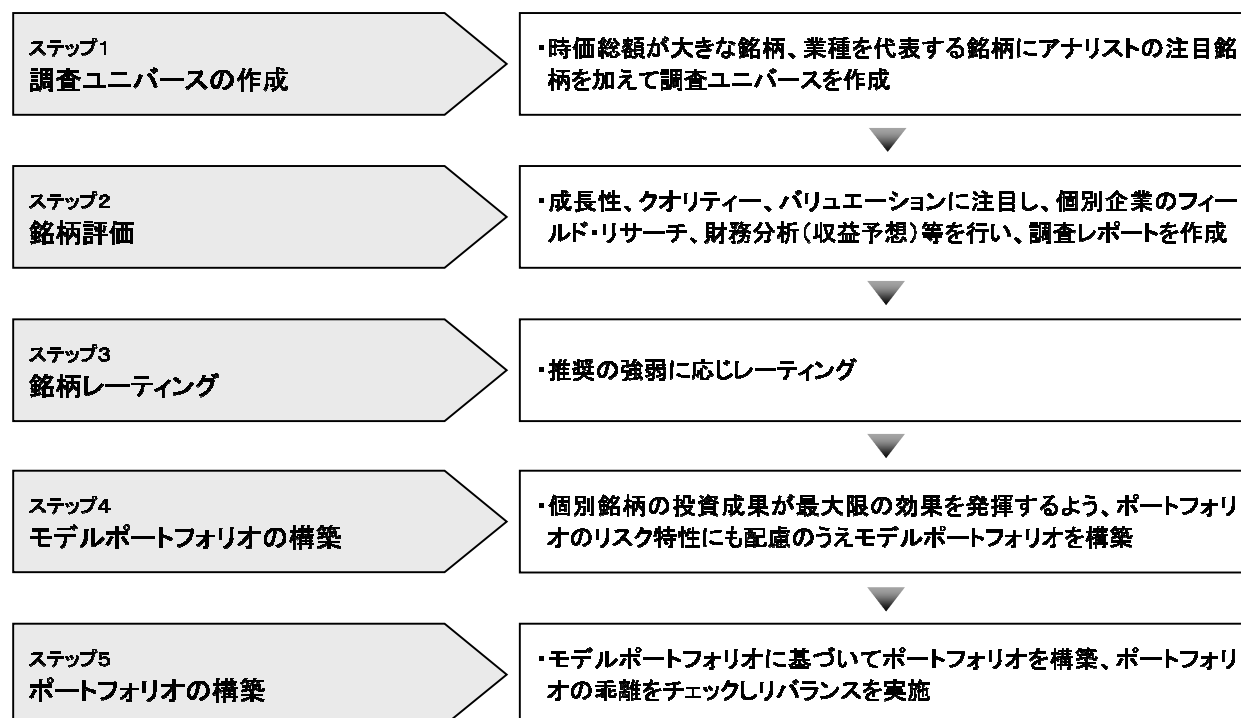 ステップ1
調査ユニバースの作成
・時価総額が大きな銘柄、業種を代表する銘柄にアナリストの注目銘
柄を加えて調査ユニバースを作成
ステップ2
銘柄評価
・成長性、クオリティー、バリュエーションに注目し、個別企業のフィー
ルド・リサーチ、財務分析(収益予想)等を行い、調査レポートを作成
ステップ3
銘柄レーティング
・推奨の強弱に応じレーティング
ステップ4
モデルポートフォリオの構築
・個別銘柄の投資成果が最大限の効果を発揮するよう、ポートフォリ
オのリスク特性にも配慮のうえモデルポートフォリオを構築
ステップ5
ポートフォリオの構築
・モデルポートフォリオに基づいてポートフォリオを構築、ポートフォリ
オの乖離をチェックしリバランスを実施